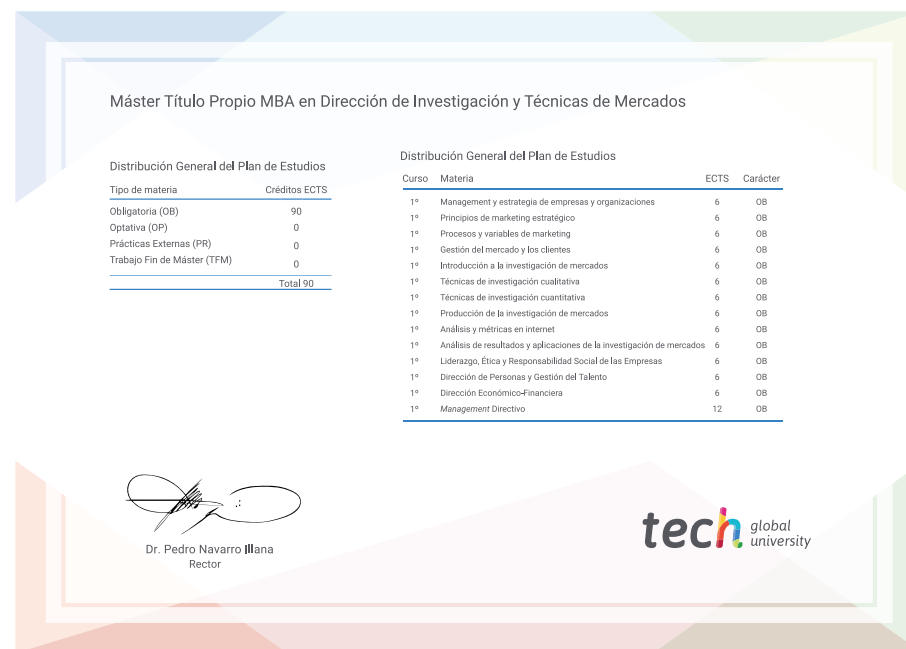 Máster Título Propio MBA en Dirección de Investigación y Técnicas de Mercados
Distribución General del Plan de Estudios
Tipo de materia Créditos ECTS
Obligatoria (OB) 90
Optativa (OP) 0
Prácticas Externas (PR) 0
Trabajo Fin de Máster (TFM) 0
Total 90
Distribución General del Plan de Estudios
Curso Materia ECTS Carácter
1º Management y estrategia de empresas y organizaciones 6 OB
1º Principios de marketing estratégico 6 OB
1º Procesos y variables de marketing 6 OB
1º Gestión del mercado y los clientes 6 OB
1º Introducción a la investigación de mercados 6 OB
1º Técnicas de investigación cualitativa 6 OB
1º Técnicas de investigación cuantitativa 6 OB
1º Producción de la investigación de mercados 6 OB
1º Análisis y métricas en internet 6 OB
1º Análisis de resultados y aplicaciones de la investigación de mercados 6 OB
1º Liderazgo, Ética y Responsabilidad Social de las Empresas 6 OB
1º Dirección de Personas y Gestión del Talento 6 OB
1º Dirección Económico-Financiera 6 OB
1º Management Directivo 12 OB
Dr. Pedro Navarro Illana
Rector
tech global
university